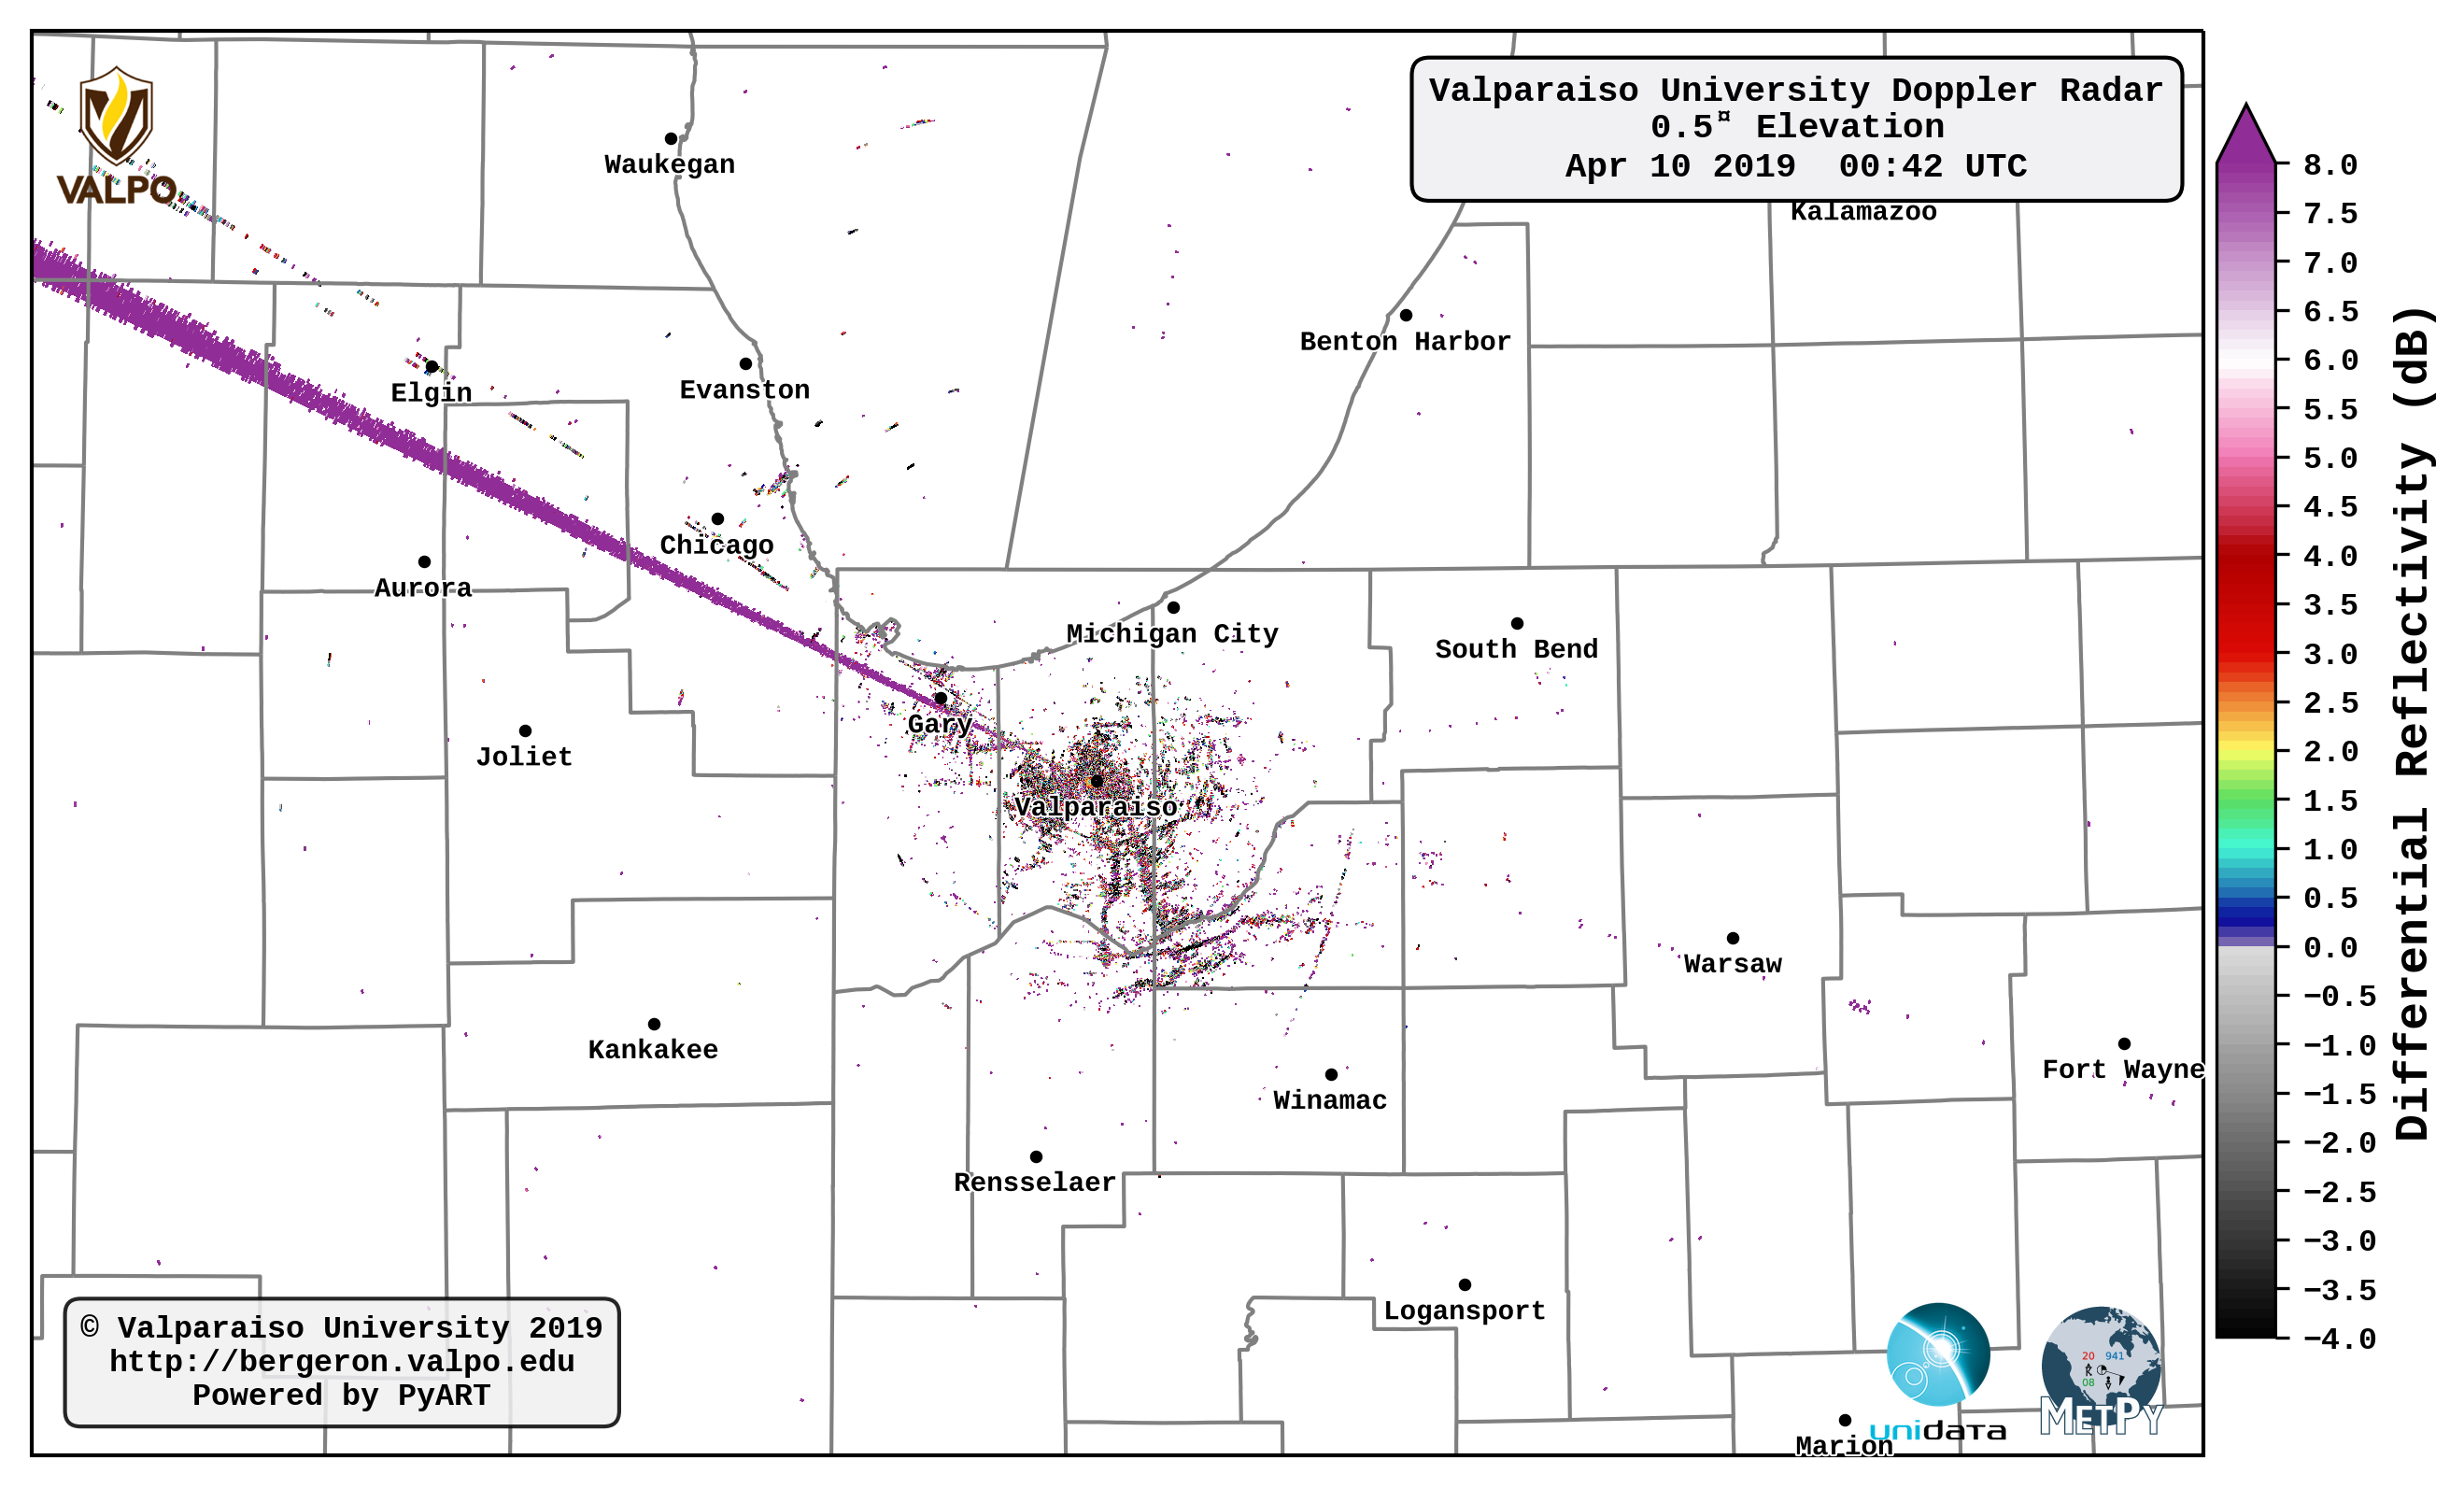 Valparaiso University Doppler Radar
0.5¤ Elevation
Apr 10 2019  00:42 UTC
VALPO
Waukegan
Kalamazoo
Benton Harbor
Elgin
Evanston
Chicago
Aurora
Michigan City
South Bend
Gary
Joliet
Valparaiso
Warsaw
Kankakee
Fort Wayne
Winamac
Rensselaer
Logansport
Marion
8.0
7.5
7.0
6.5
6.0
5.5
5.0
4.5
4.0
3.5
3.0
2.5
2.0
1.5
1.0
0.5
0.0
−0.5
−1.0
−1.5
−2.0
−2.5
−3.0
−3.5
−4.0
Differential Reflectivity (dB)
© Valparaiso University 2019
http://bergeron.valpo.edu
Powered by PyART
unidata
20 941
08
METPY